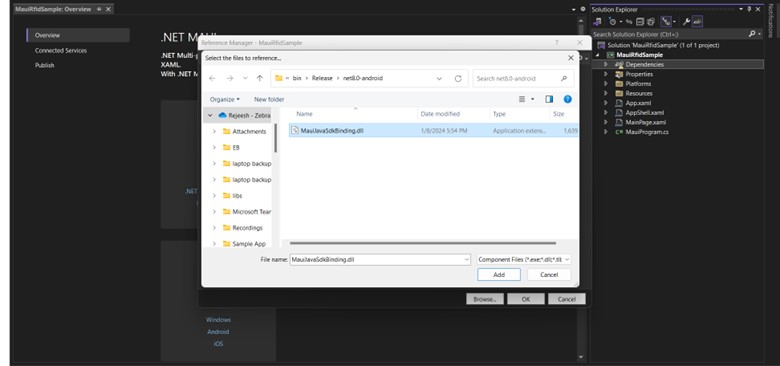 MauiRfidSample: Overview
Overview
Connected Services
Publish
.NET MAUI
.NET Multi-p
XAML.
With .NET M
.NET
Windows
Android
iOS
Reference Manager - MauiRfidSample
Select the files to reference...
bin > Release > net8.0-android
Search net8.0-android
Organize
New folder
Rejeesh - Zebra
Attachments
EB
laptop backup
laptop backup
libs
Microsoft Tear
Recordings
Sample App
Name
Date modified
Type
Size
MauiJavaSdkBinding.dll
1/8/2024 5:54 PM
Application exten...
1,639
File name:
MauiJavaSdkBinding.dll
Component Files (*.exe;*.dll;*.tlb
Add
Cancel
Browse...
OK
Cancel
Solution Explorer
Search Solution Explorer (Ctrl+;)
Solution 'MauiRfidSample' (1 of 1 project)
MauiRfidSample
Dependencies
Properties
Platforms
Resources
App.xaml
AppShell.xaml
MainPage.xaml
MauiProgram.cs
Notifications